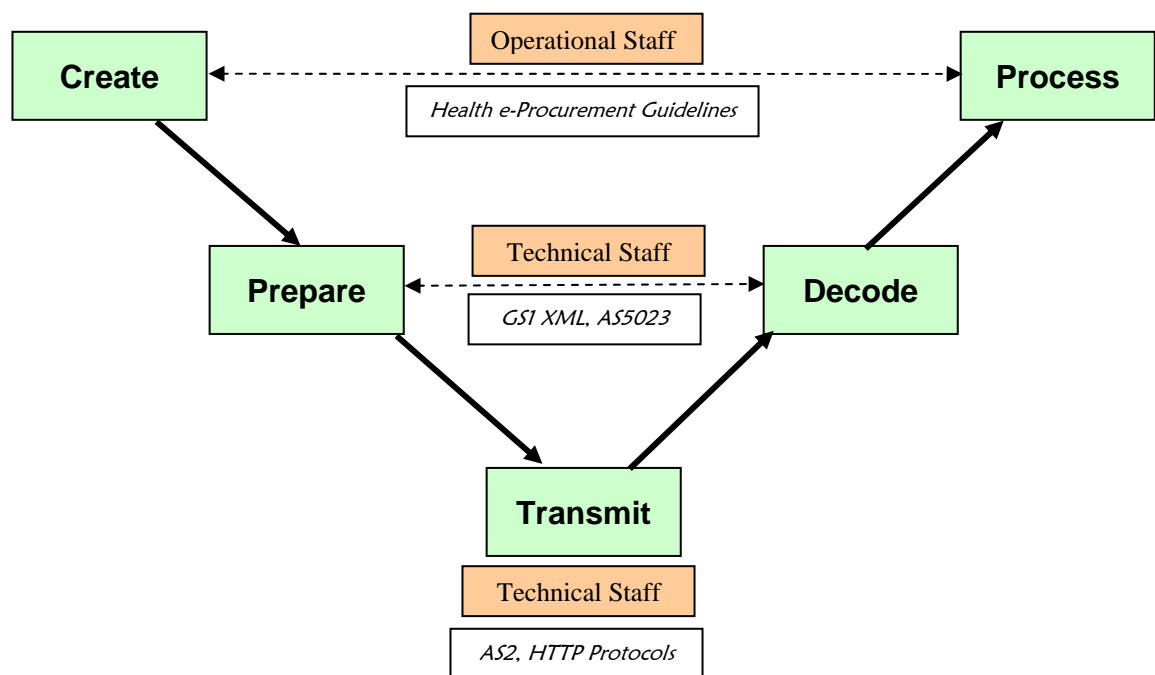 Operational Staff
Create
Process
Health e-Procurement Guidelines
Technical Staff
Prepare
Decode
GS1 XML, AS5023
Transmit
Technical Staff
AS2, HTTP Protocols